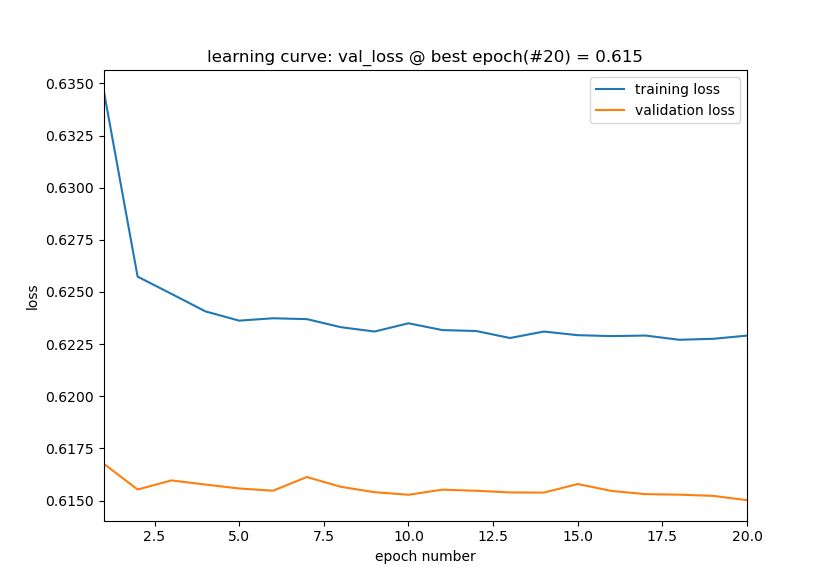 learning curve: val_loss @ best epoch(#20) = 0.615
training loss
validation loss
0.6350
0.6325
0.6300
0.6275
0.6250
0.6225
0.6200
0.6175
0.6150
loss
2.5 5.0 7.5 10.0 12.5 15.0 17.5 20.0
epoch number